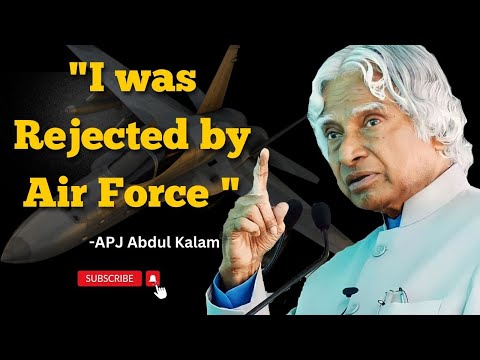 "I was
Rejected by
Air Force "
-APJ Abdul Kalam
SUBSCRIBE